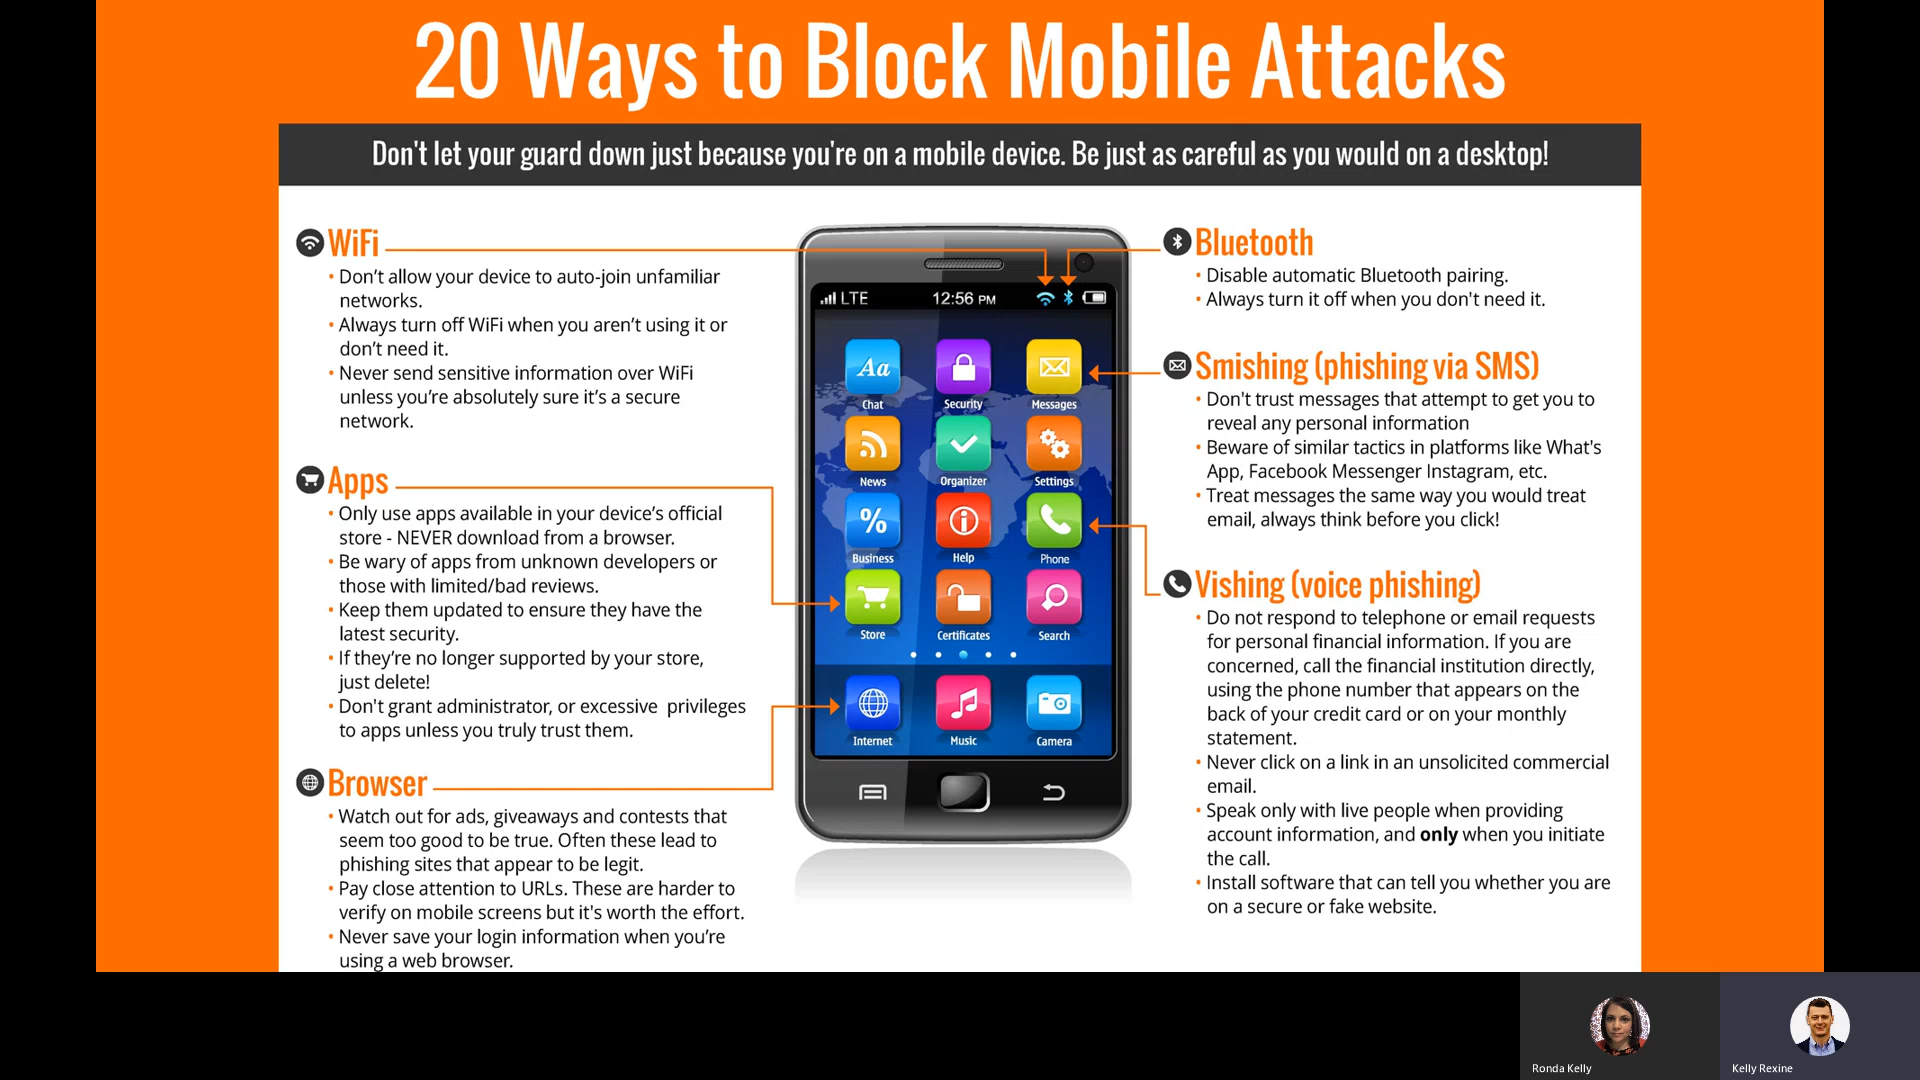 20 Ways to Block Mobile Attacks
Don't let your guard down just because you're on a mobile device. Be just as careful as you would on a desktop!
WiFi
• Don’t allow your device to auto-join unfamiliar
networks.
• Always turn off WiFi when you aren’t using it or
don’t need it.
• Never send sensitive information over WiFi
unless you’re absolutely sure it’s a secure
network.
Apps
• Only use apps available in your device’s official
store - NEVER download from a browser.
• Be wary of apps from unknown developers or
those with limited/bad reviews.
• Keep them updated to ensure they have the
latest security.
• If they’re no longer supported by your store,
just delete!
• Don't grant administrator, or excessive privileges
to apps unless you truly trust them.
Browser
• Watch out for ads, giveaways and contests that
seem too good to be true. Often these lead to
phishing sites that appear to be legit.
• Pay close attention to URLs. These are harder to
verify on mobile screens but it's worth the effort.
• Never save your login information when you’re
using a web browser.
LTE 12:56 PM
Aa
Chat Security Messages
News Organizer Settings
%
Business Help Phone
Store Certificates Search
Internet Music Camera
Bluetooth
• Disable automatic Bluetooth pairing.
• Always turn it off when you don't need it.
Smishing (phishing via SMS)
• Don't trust messages that attempt to get you to
reveal any personal information
• Beware of similar tactics in platforms like What's
App, Facebook Messenger Instagram, etc.
• Treat messages the same way you would treat
email, always think before you click!
Vishing (voice phishing)
• Do not respond to telephone or email requests
for personal financial information. If you are
concerned, call the financial institution directly,
using the phone number that appears on the
back of your credit card or on your monthly
statement.
• Never click on a link in an unsolicited commercial
email.
• Speak only with live people when providing
account information, and only when you initiate
the call.
• Install software that can tell you whether you are
on a secure or fake website.
Ronda Kelly
Kelly Rexine